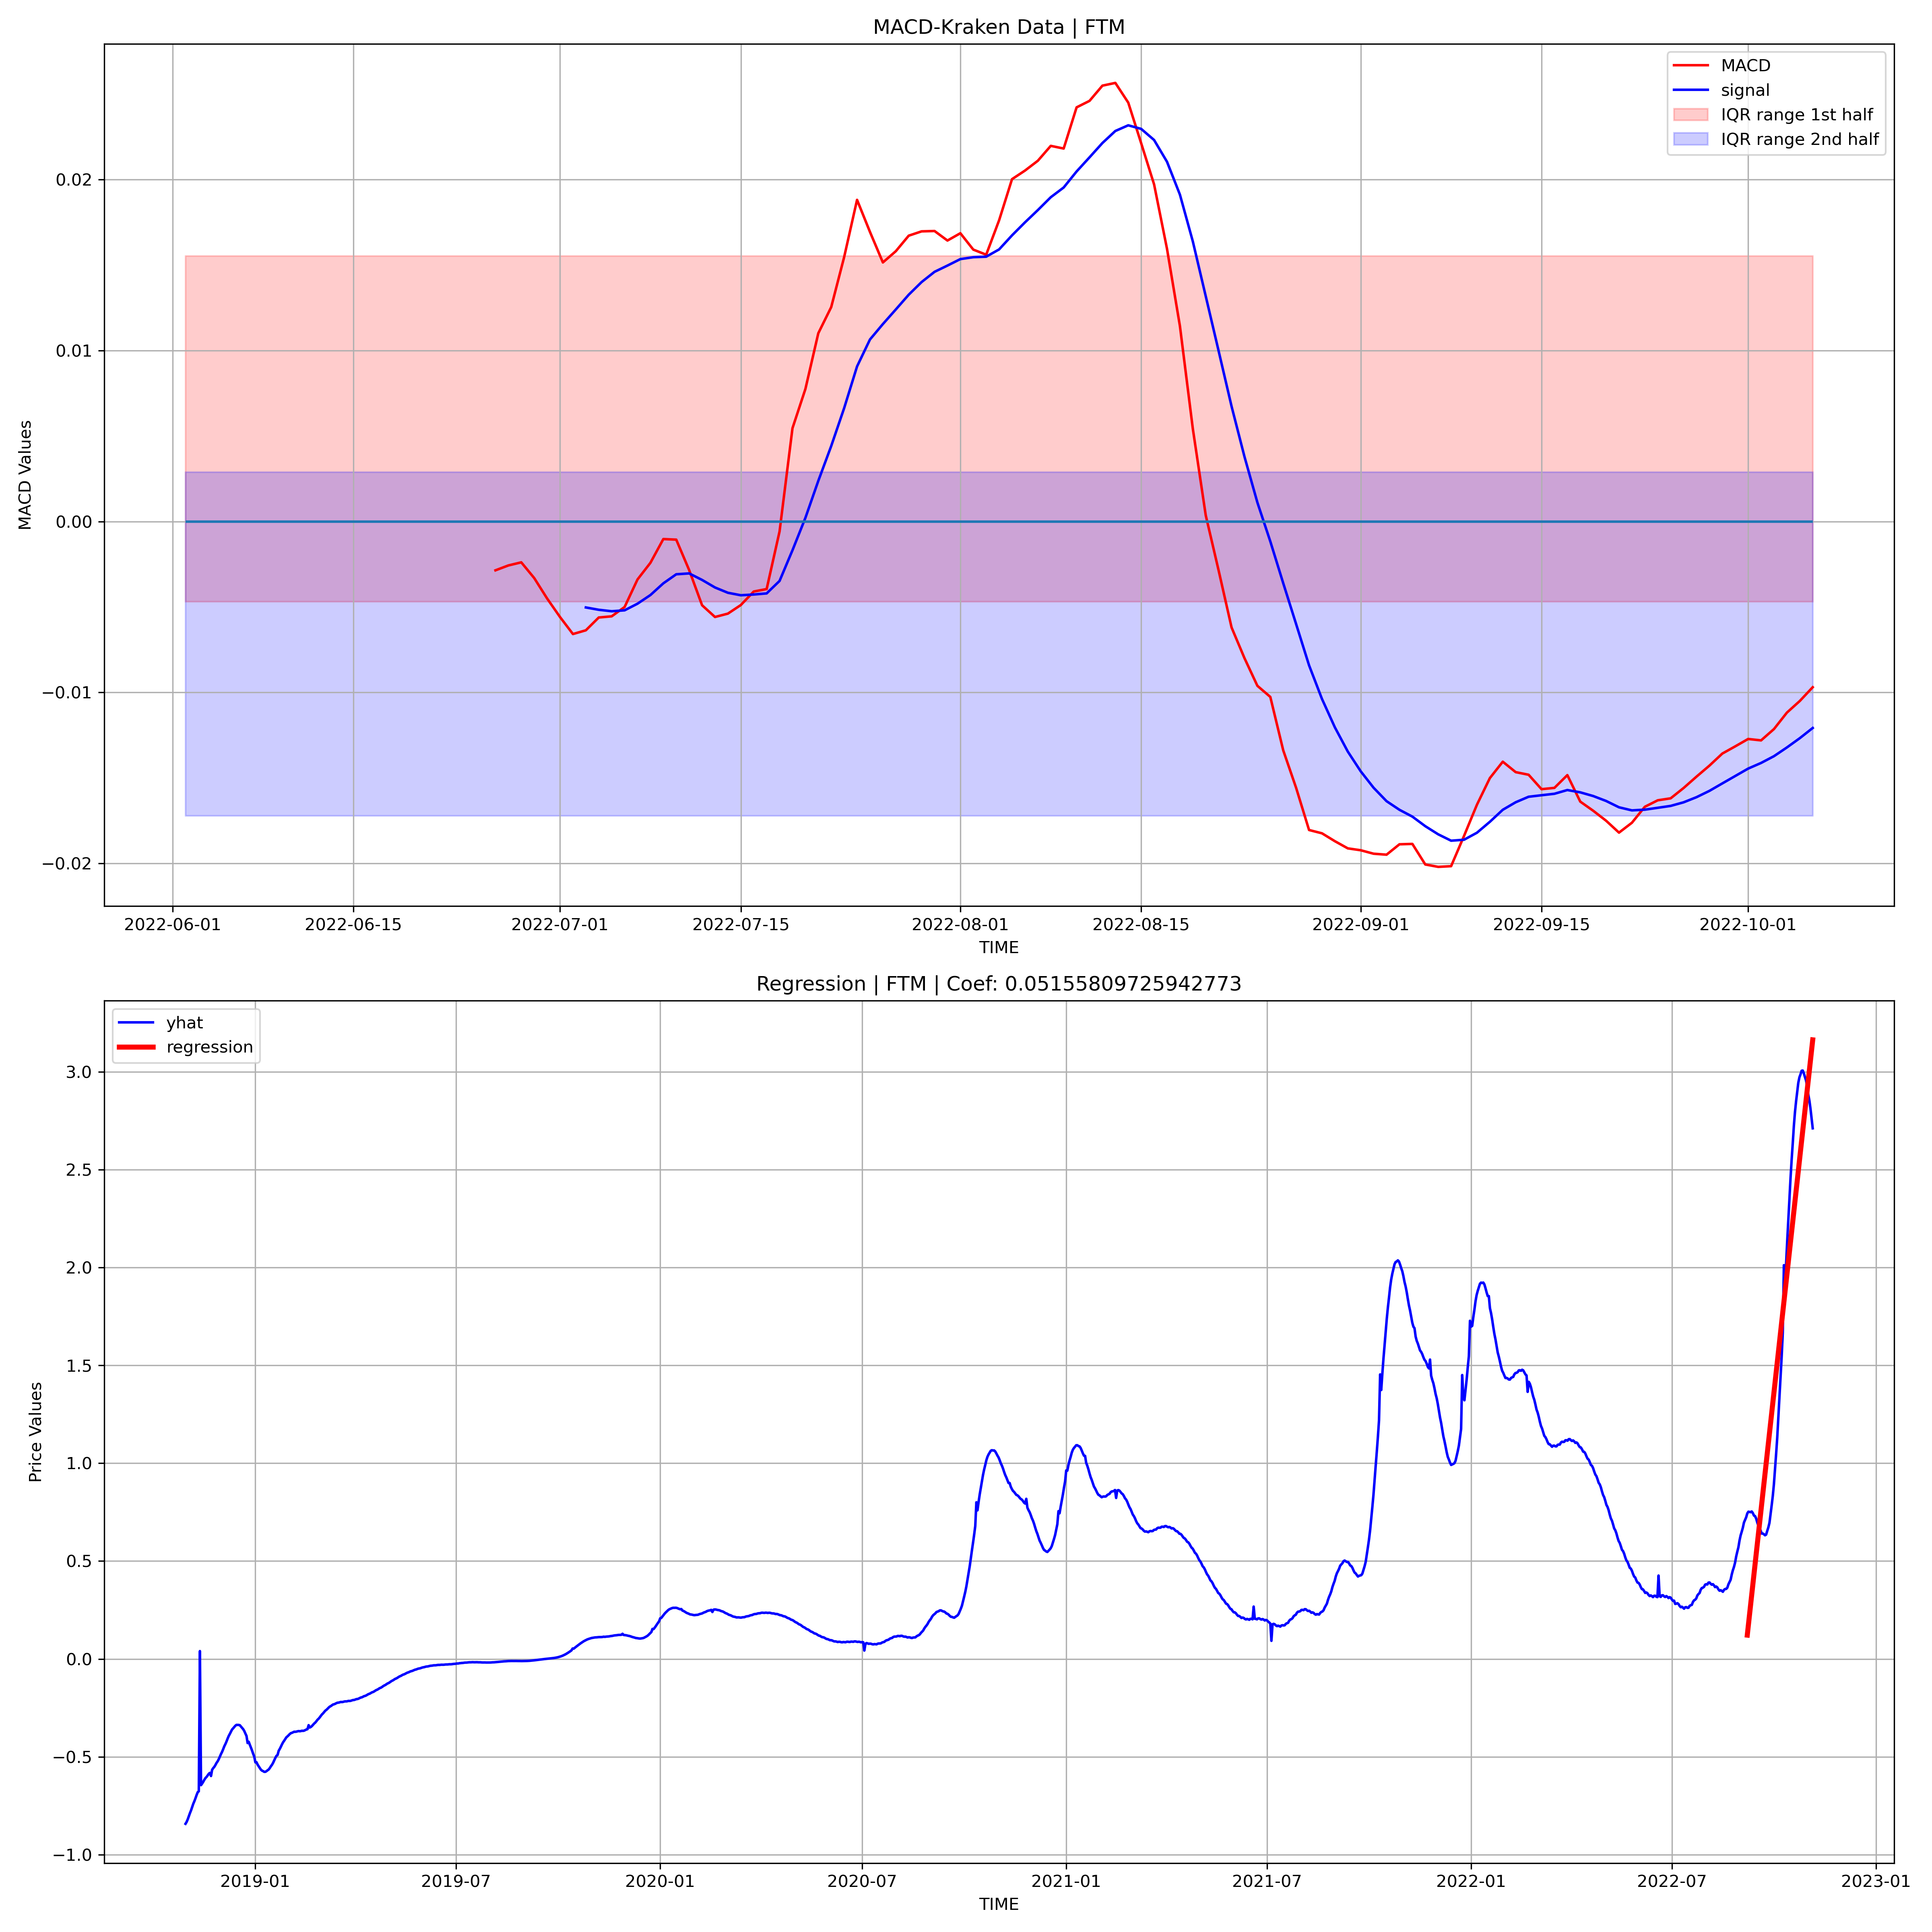 MACD-Kraken Data | FTM
MACD
signal
IQR range 1st half
IQR range 2nd half
MACD Values
0.02
0.01
0.00
−0.01
−0.02
2022-06-01 2022-06-15 2022-07-01 2022-07-15 2022-08-01 2022-08-15 2022-09-01 2022-09-15 2022-10-01
TIME
Regression | FTM | Coef: 0.05155809725942773
yhat
regression
Price Values
3.0
2.5
2.0
1.5
1.0
0.5
0.0
−0.5
−1.0
2019-01 2019-07 2020-01 2020-07 2021-01 2021-07 2022-01 2022-07 2023-01
TIME